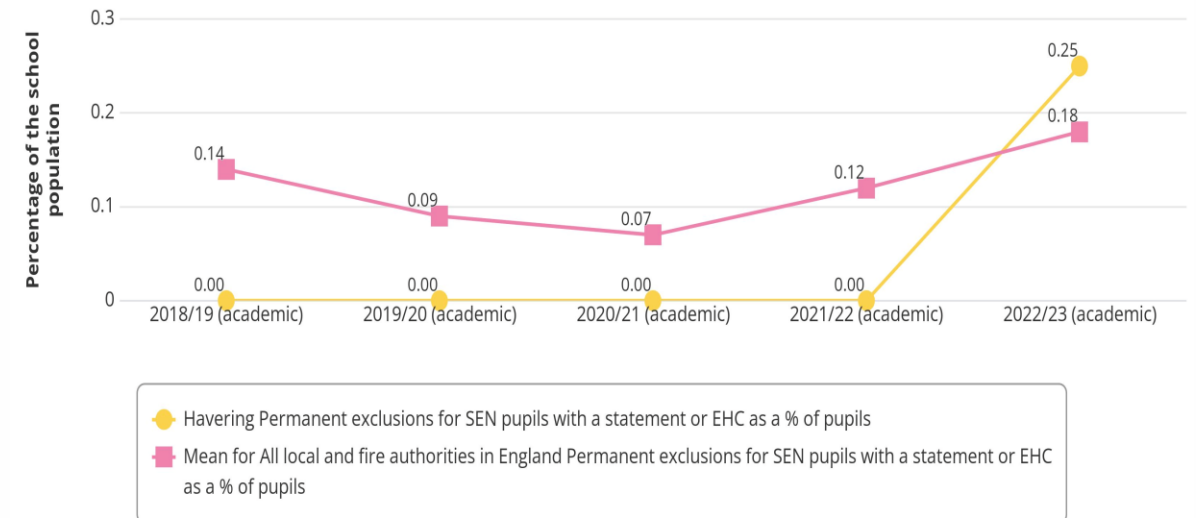 Percentage of the school
population
0.3
0.2
0.1
0
0.14
0.09
0.07
0.12
0.18
0.00
0.00
0.00
0.00
0.25
2018/19 (academic)
2019/20 (academic)
2020/21 (academic)
2021/22 (academic)
2022/23 (academic)
Havering Permanent exclusions for SEN pupils with a statement or EHC as a % of pupils
Mean for All local and fire authorities in England Permanent exclusions for SEN pupils with a statement or EHC
as a % of pupils